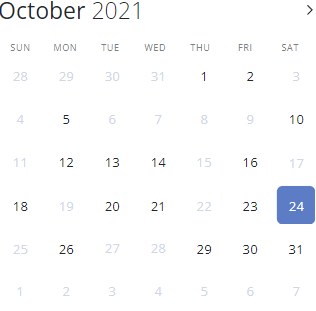 October 2021
SUN MON TUE WED THU FRI SAT
28 29 30 31 1 2 3
4 5 6 7 8 9 10
11 12 13 14 15 16 17
18 19 20 21 22 23 24
25 26 27 28 29 30 31
1 2 3 4 5 6 7